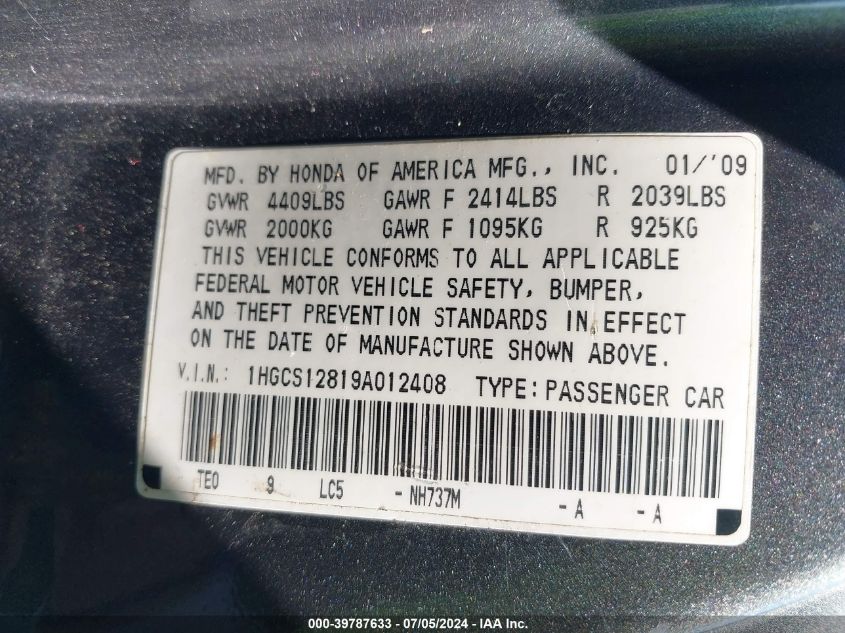 MFD. BY HONDA OF AMERICA MFG., INC. 01/'09
GVWR 4409LBS GAWR F 2414LBS R 2039LBS
GVWR 2000KG GAWR F 1095KG R 925KG
THIS VEHICLE CONFORMS TO ALL APPLICABLE
FEDERAL MOTOR VEHICLE SAFETY, BUMPER,
AND THEFT PREVENTION STANDARDS IN EFFECT
ON THE DATE OF MANUFACTURE SHOWN ABOVE.
V.I.N.: 1HGCS12819A012408 TYPE: PASSENGER CAR
TE0 9 LC5 - NH737M - A - A
000-39787633 - 07/05/2024 - IAA Inc.